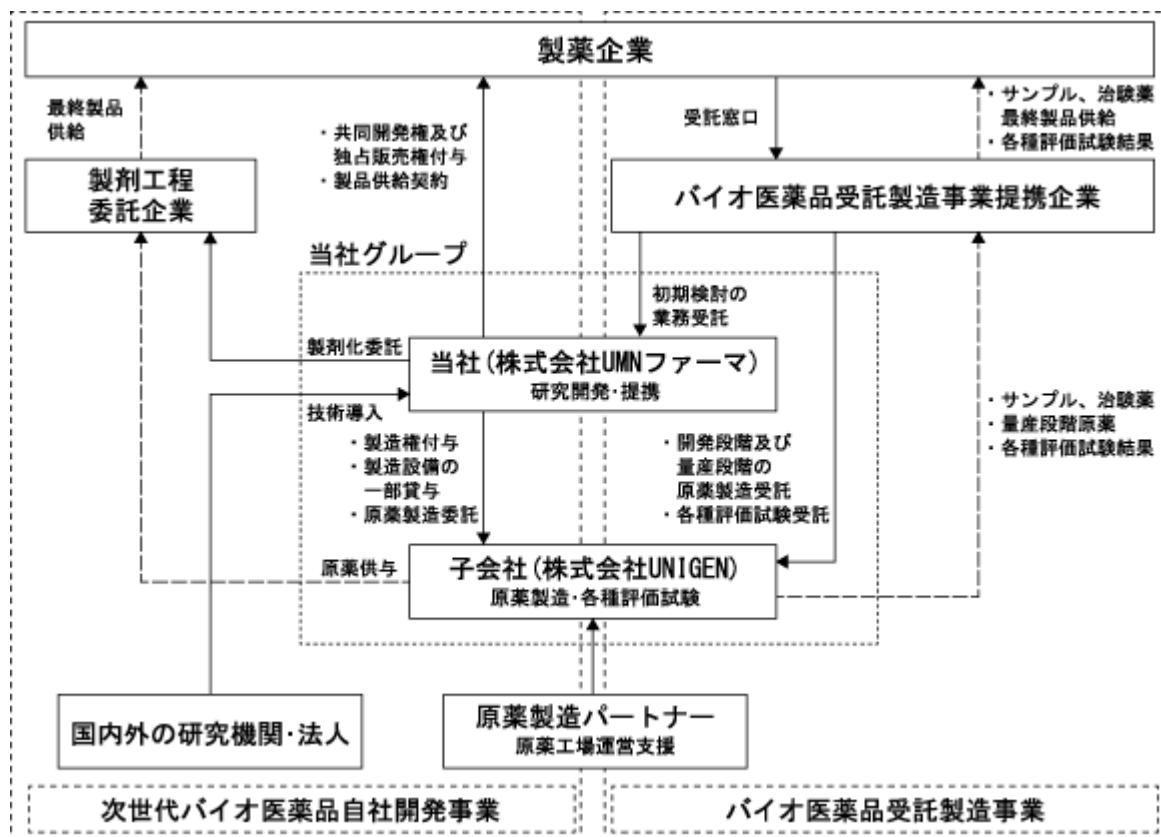 製薬企業
最終製品
供給
・共同開発権及び
独占販売権付与
・製品供給契約
受託窓口
・サンプル、治験薬
最終製品供給
・各種評価試験結果
製剤工程
委託企業
バイオ医薬品受託製造事業提携企業
当社グループ
初期検討の
業務受託
製剤化委託
当社(株式会社UMNファーマ)
研究開発・提携
技術導入
・製造権付与
・製造設備の
一部貸与
・原薬製造委託
・開発段階及び
量産段階の
原薬製造受託
・各種評価試験受託
・サンプル、治験薬
・量産段階原薬
・各種評価試験結果
原薬供与
子会社(株式会社UNIGEN)
原薬製造・各種評価試験
国内外の研究機関・法人
原薬製造パートナー
原薬工場運営支援
次世代バイオ医薬品自社開発事業
バイオ医薬品受託製造事業